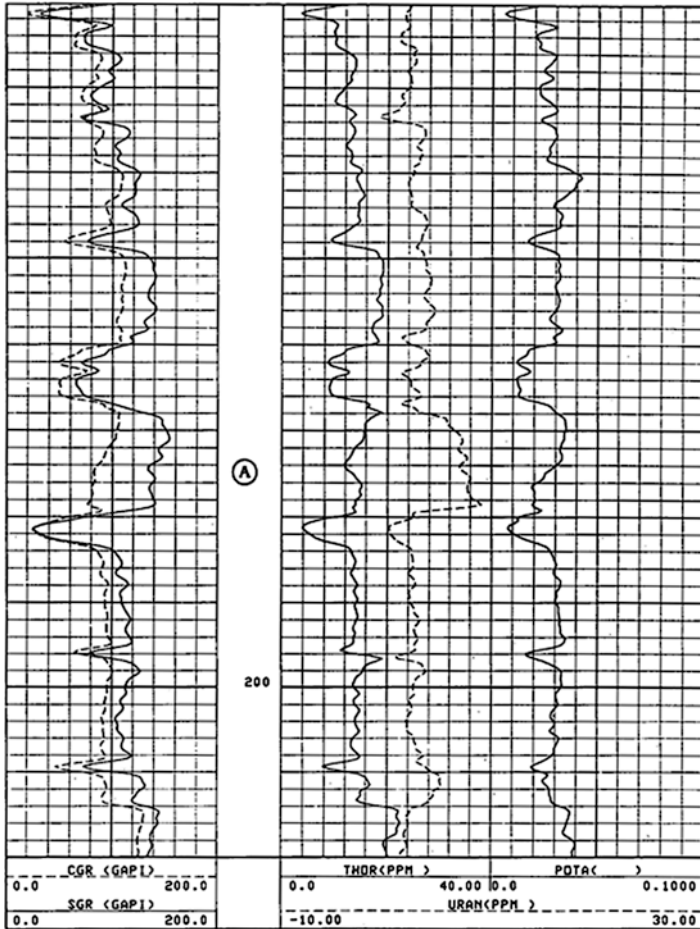 A
200
CGR (GAPI) THOR(PPM ) POTA( )
0.0 200.0 0.0 40.00 0.0 0.1000
SGR (GAPI) URAN(PPM )
0.0 200.0 -10.00 30.00